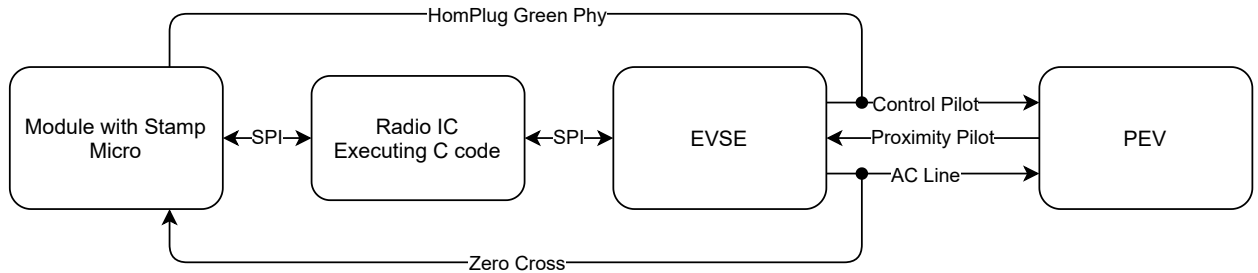 HomPlug Green Phy
Module with Stamp
Micro
SPI
Radio IC
Executing C code
SPI
EVSE
Control Pilot
Proximity Pilot
AC Line
PEV
Zero Cross